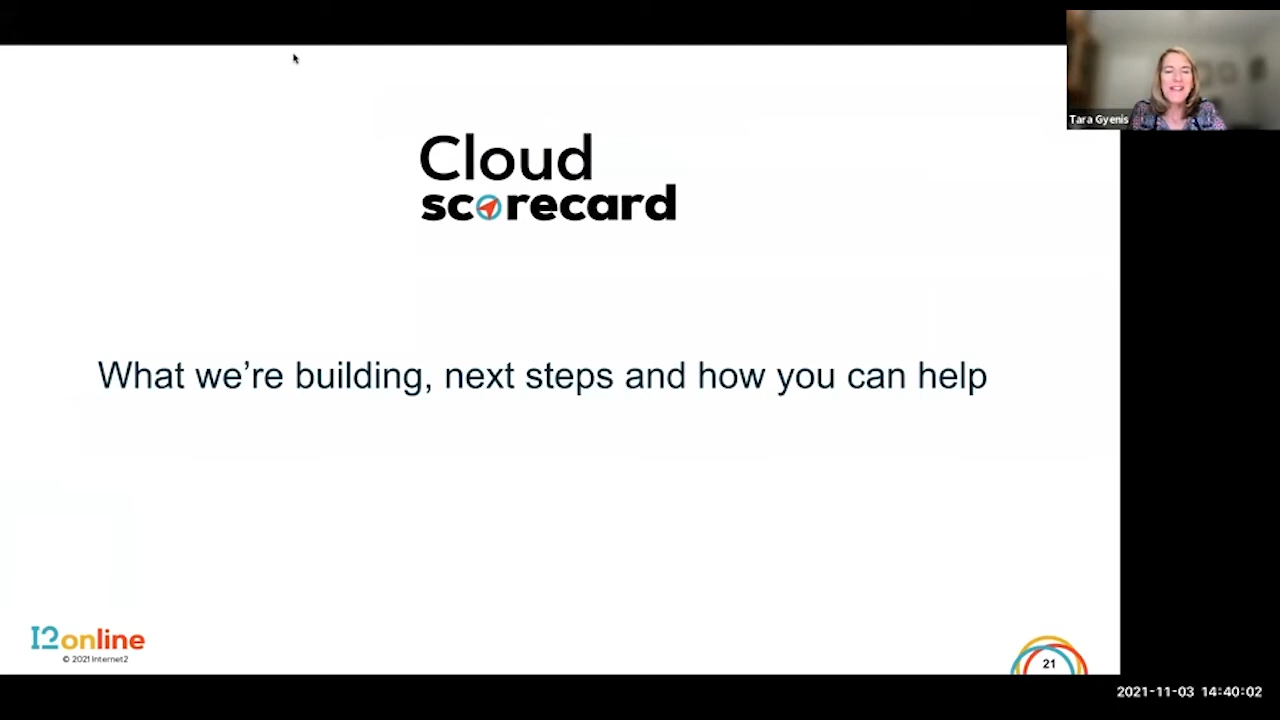 Tara Gyenis
Cloud
scorecard
What we’re building, next steps and how you can help
I2online
© 2021 Internet2
21
2021-11-03 14:40:02